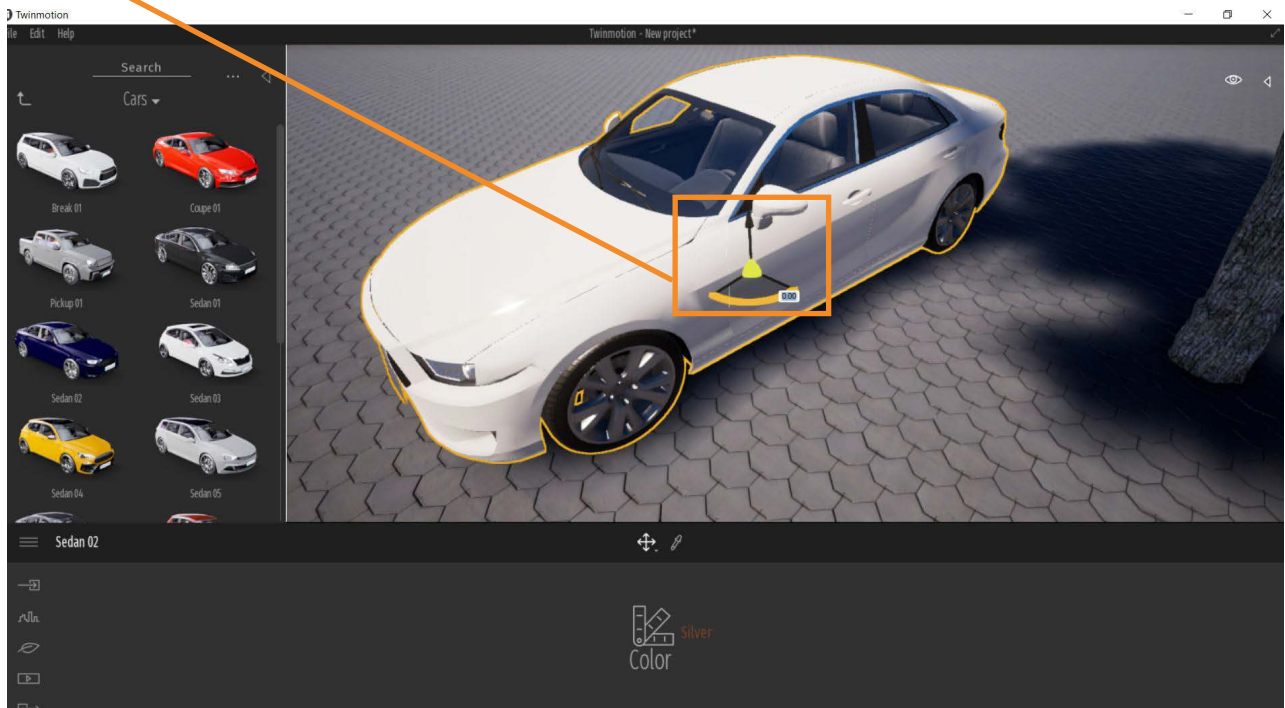 Twinmotion
ile Edit Help
Twinmotion - New project*
Search
...
Cars
Break 01
Coupe 01
Pickup 01
Sedan 01
Sedan 02
Sedan 03
Sedan 04
Sedan 05
0.00
Sedan 02
Silver
Color